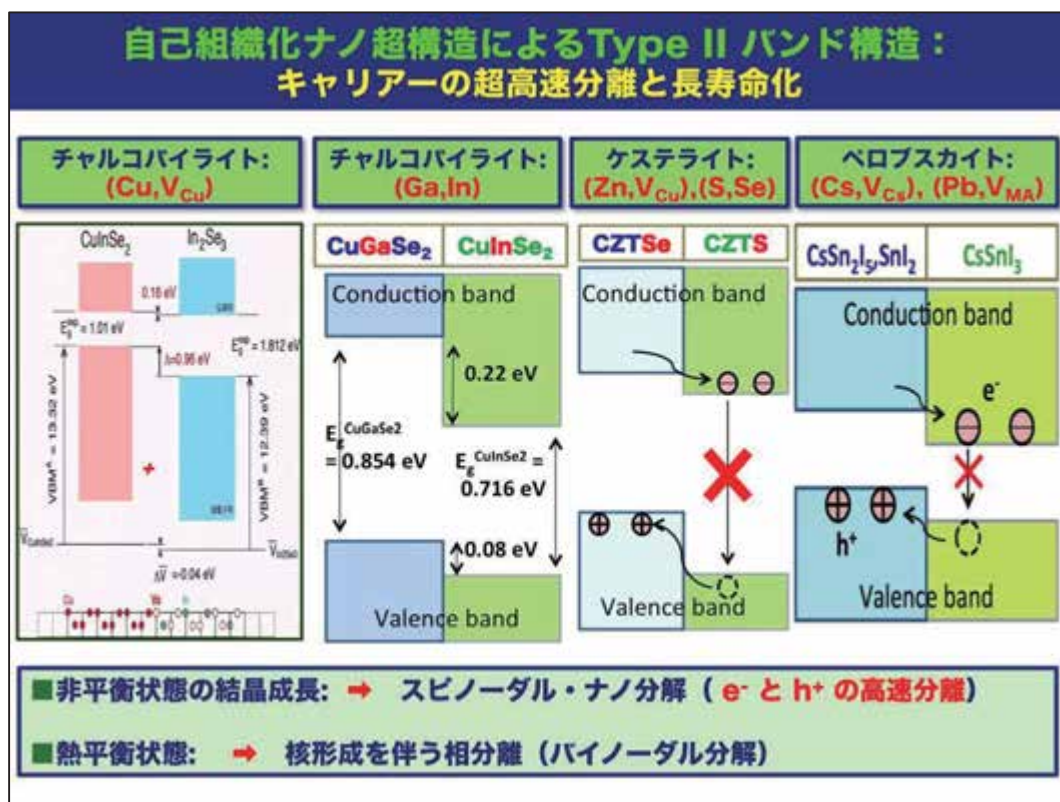 自己組織化ナノ超構造によるType II バンド構造：
キャリアーの超高速分離と長寿命化
チャルコパイライト:
(Cu,V_Cu)
CuInSe2
In2Se3
0.16 eV
Eg^exp = 1.01 eV
Eg^exp = 1.812 eV
VBM^A = 13.32 eV
VBM^B = 12.39 eV
チャルコパイライト:
(Ga,In)
CuGaSe2
CuInSe2
Conduction band
0.22 eV
Eg^CuGaSe2
= 0.854 eV
Eg^CuInSe2 =
0.716 eV
0.08 eV
Valence band
ケステライト:
(Zn,V_Cu),(S,Se)
CZTSe
CZTS
Conduction band
Valence band
ペロブスカイト:
(Cs,V_Cs), (Pb,V_MA)
CsSn2I5,SnI2
CsSnI3
Conduction band
e-
h+
Valence band
■非平衡状態の結晶成長: ➡ スピノーダル・ナノ分解（ e- と h+ の高速分離）
■熱平衡状態: ➡ 核形成を伴う相分離（バイノーダル分解）